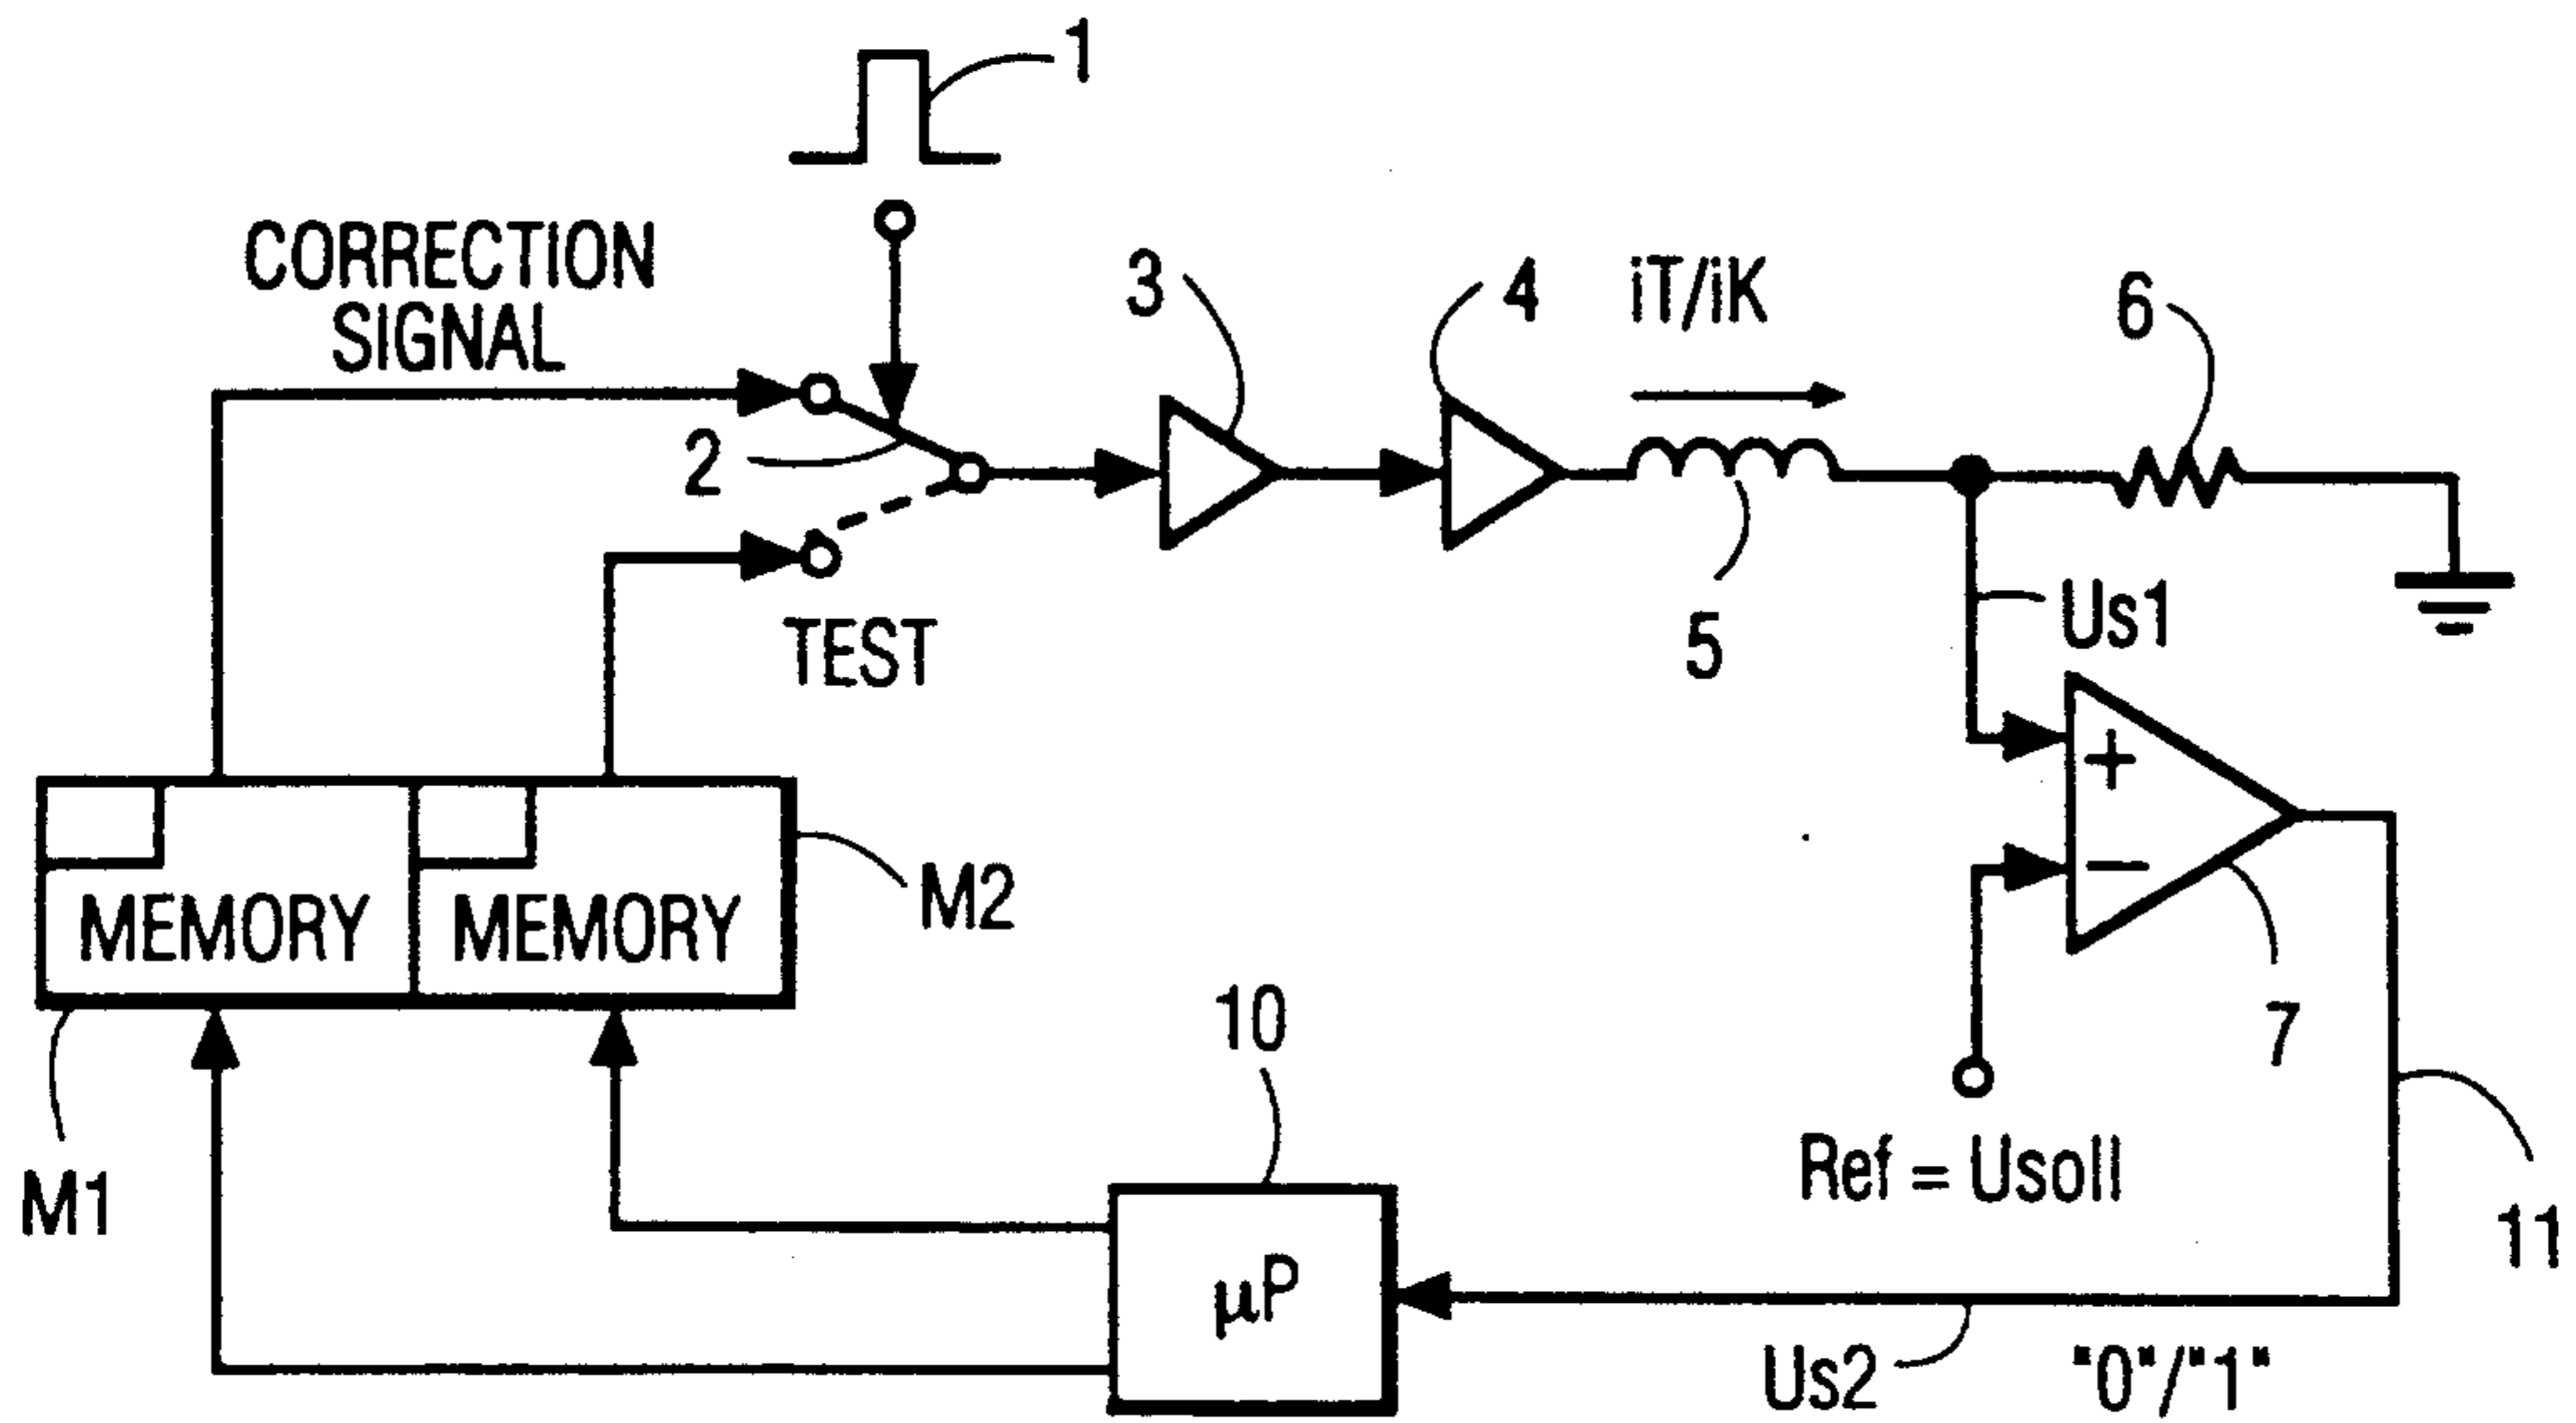 1
CORRECTION
SIGNAL
2
3
4
iT/iK
6
TEST
5
Us1
+
−
MEMORY
MEMORY
M2
7
M1
10
Ref = Usoll
11
µP
Us2
"0"/"1"